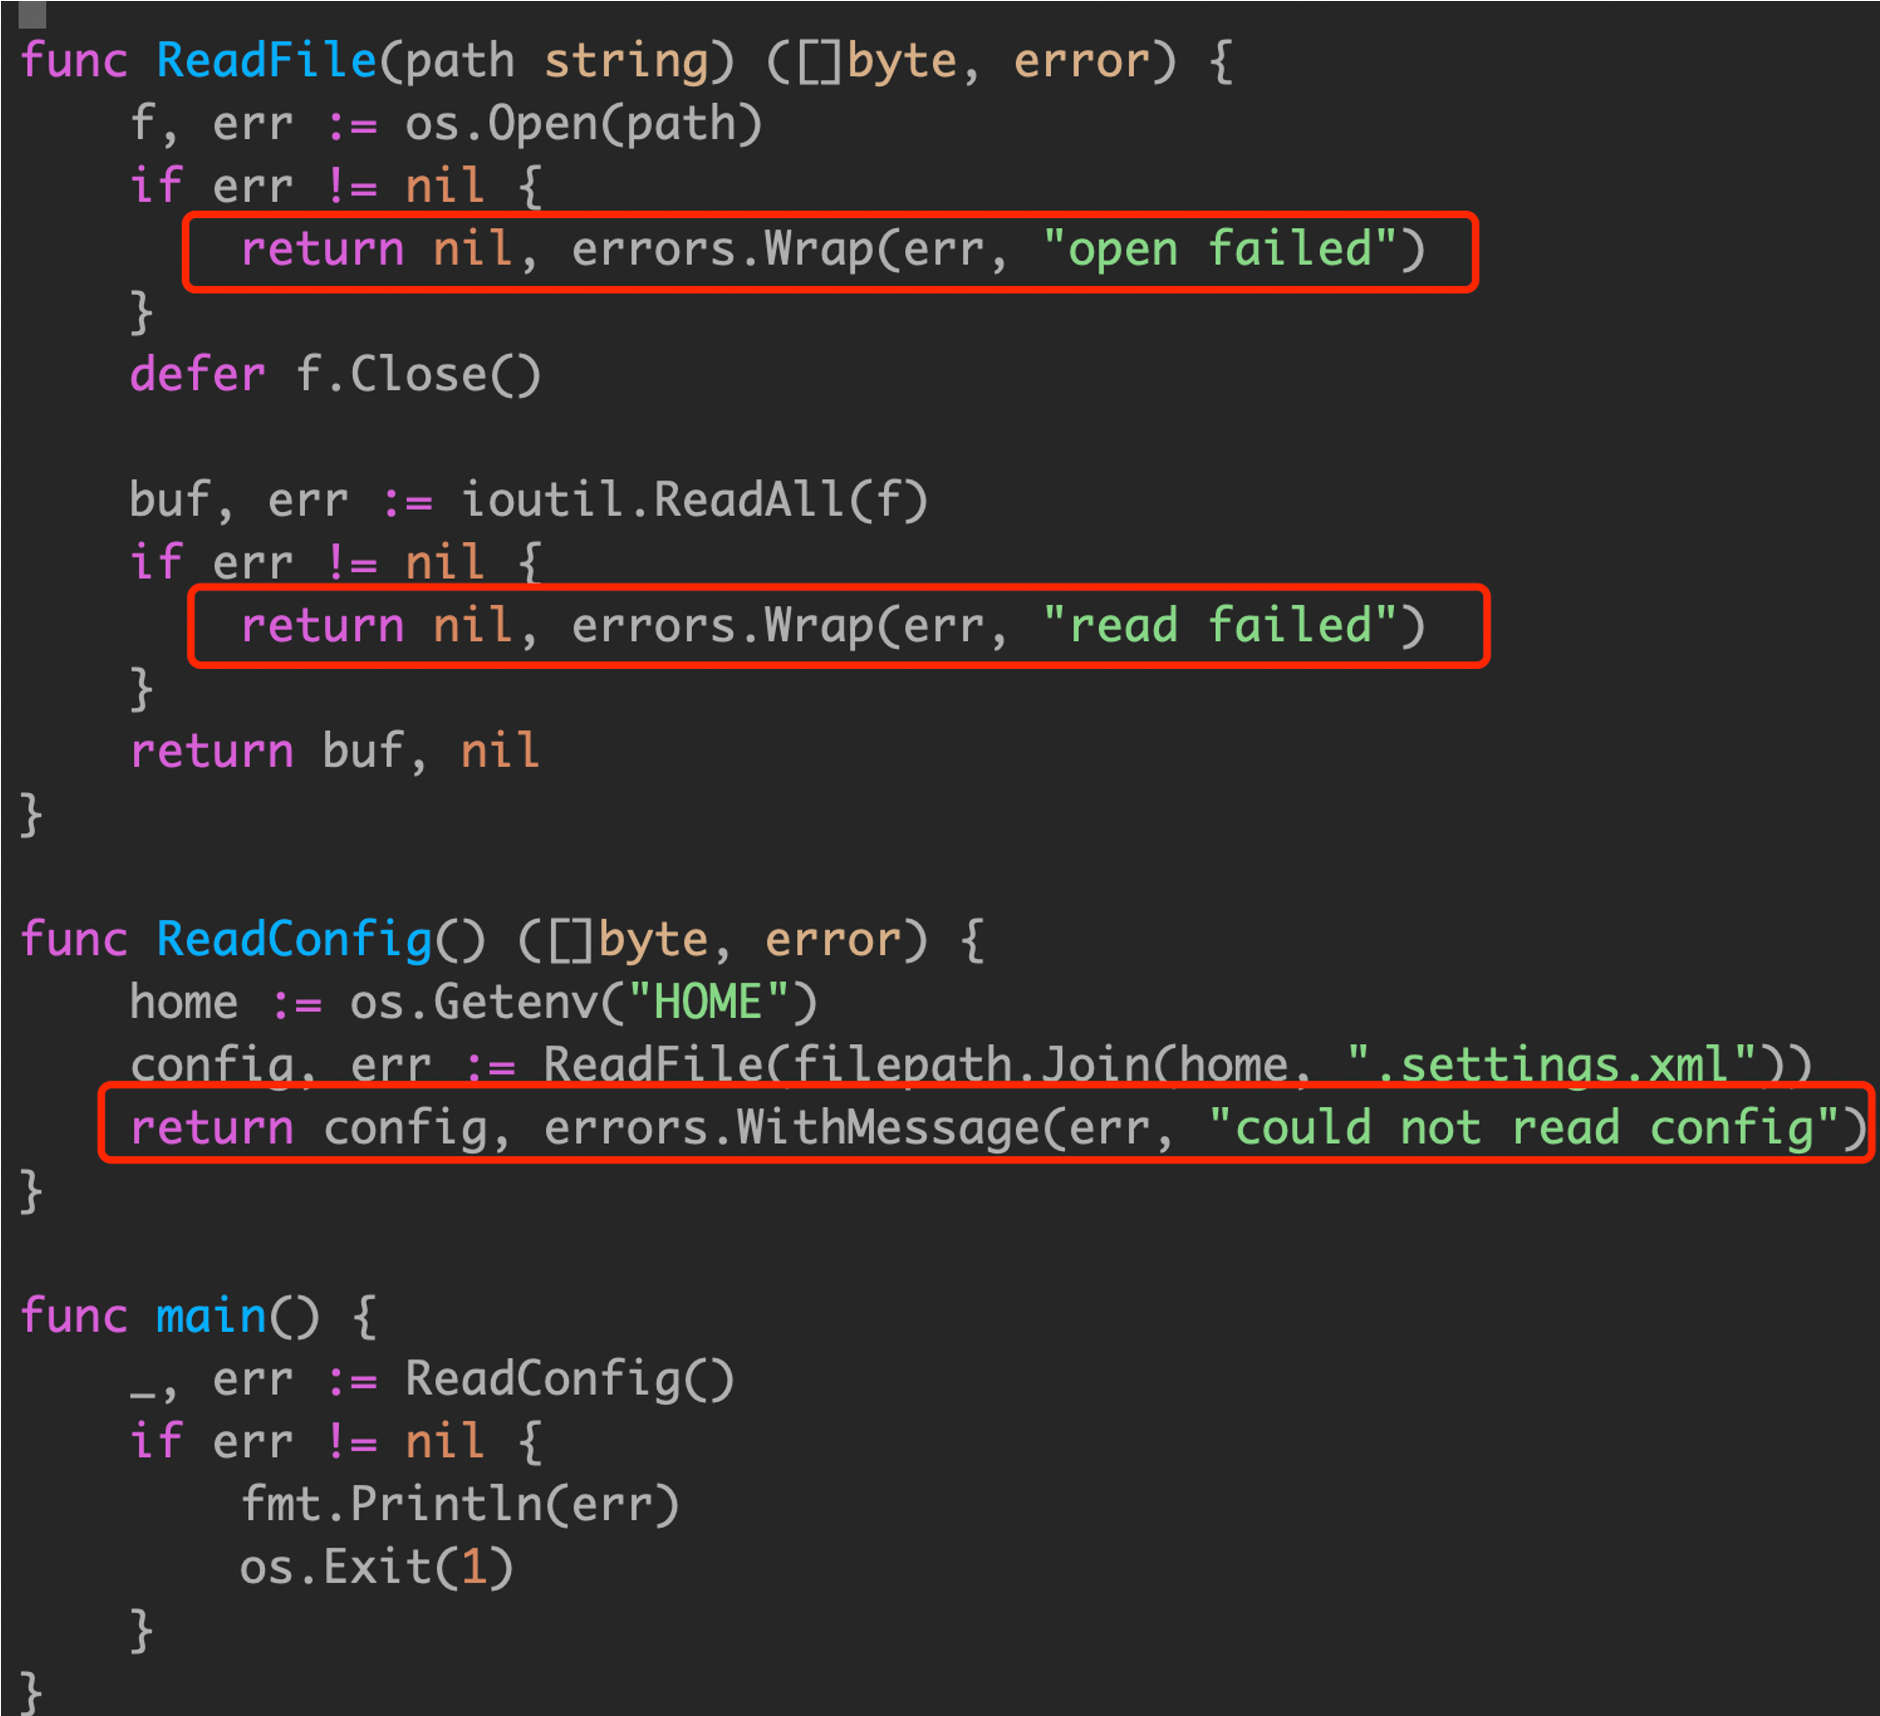 func ReadFile(path string) ([]byte, error) {
    f, err := os.Open(path)
    if err != nil {
        return nil, errors.Wrap(err, "open failed")
    }
    defer f.Close()

    buf, err := ioutil.ReadAll(f)
    if err != nil {
        return nil, errors.Wrap(err, "read failed")
    }
    return buf, nil
}

func ReadConfig() ([]byte, error) {
    home := os.Getenv("HOME")
    config, err := ReadFile(filepath.Join(home, ".settings.xml"))
    return config, errors.WithMessage(err, "could not read config")
}

func main() {
    _, err := ReadConfig()
    if err != nil {
        fmt.Println(err)
        os.Exit(1)
    }
}